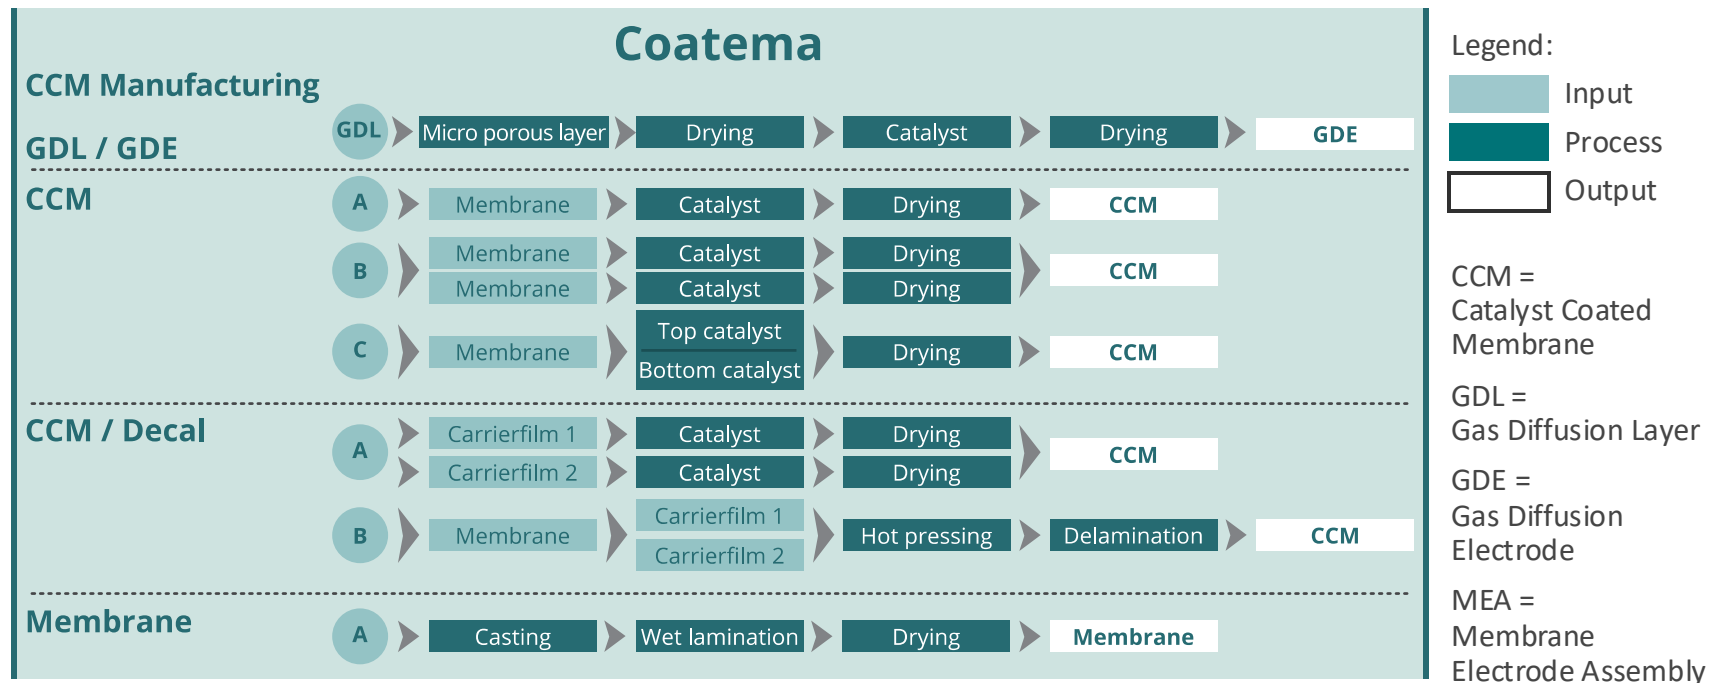 Coatema
CCM Manufacturing
GDL / GDE
GDL
Micro porous layer
Drying
Catalyst
Drying
GDE
CCM
A
Membrane
Catalyst
Drying
CCM
B
Membrane
Catalyst
Drying
Membrane
Catalyst
Drying
CCM
C
Membrane
Top catalyst
Bottom catalyst
Drying
CCM
CCM / Decal
A
Carrierfilm 1
Catalyst
Drying
Carrierfilm 2
Catalyst
Drying
CCM
B
Membrane
Carrierfilm 1
Carrierfilm 2
Hot pressing
Delamination
CCM
Membrane
A
Casting
Wet lamination
Drying
Membrane
Legend:
Input
Process
Output
CCM =
Catalyst Coated
Membrane
GDL =
Gas Diffusion Layer
GDE =
Gas Diffusion
Electrode
MEA =
Membrane
Electrode Assembly